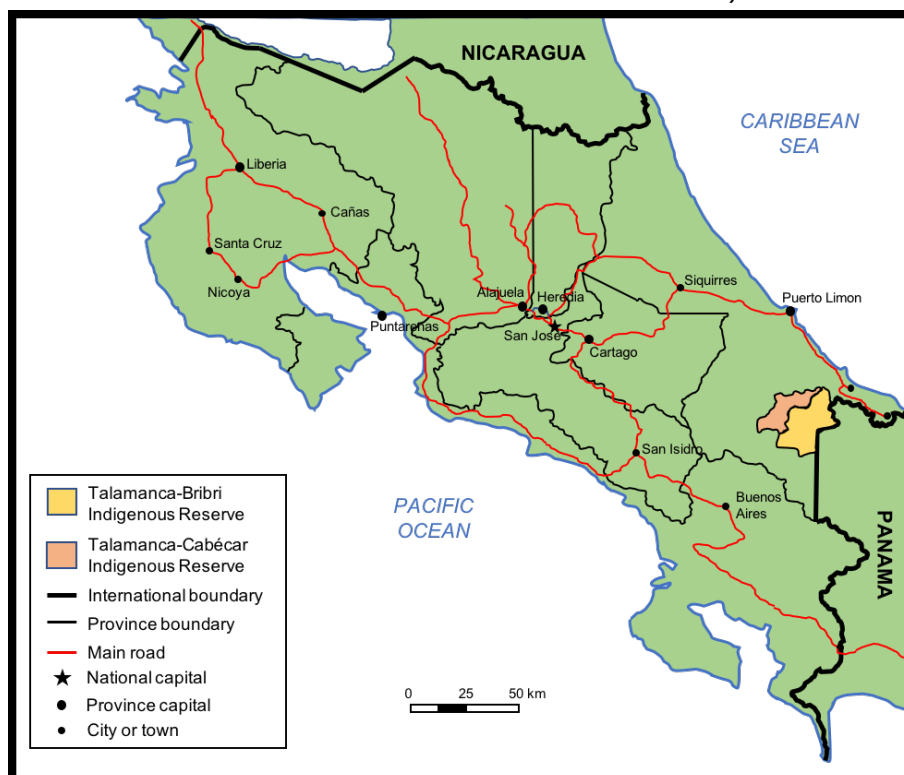 NICARAGUA
CARIBBEAN
SEA
Liberia
Cañas
Santa Cruz
Nicoya
Puntarenas
Alajuela
Heredia
San José
Cartago
Siquirres
Puerto Limon
San Isidro
Buenos
Aires
PACIFIC
OCEAN
PANAMA
Talamanca-Bribri
Indigenous Reserve
Talamanca-Cabécar
Indigenous Reserve
International boundary
Province boundary
Main road
National capital
Province capital
City or town
0 25 50 km